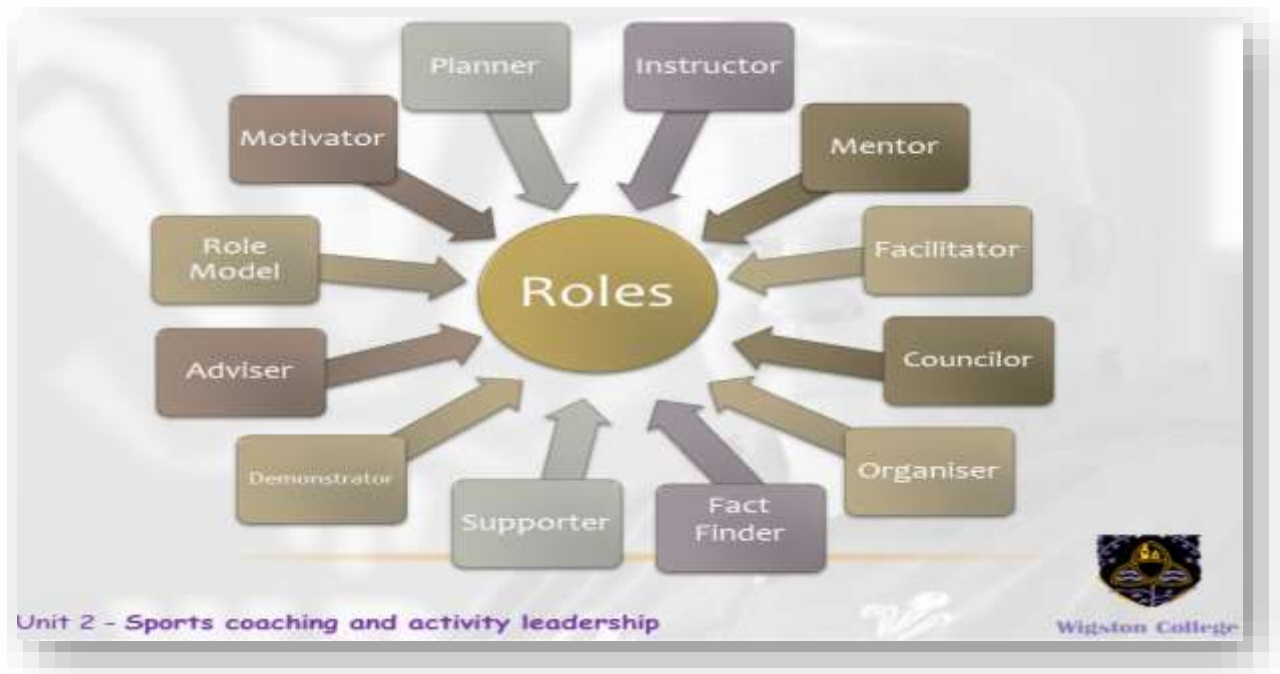 Planner
Instructor
Motivator
Mentor
Role
Model
Facilitator
Roles
Adviser
Councilor
Demonstrator
Organiser
Supporter
Fact
Finder
Unit 2 - Sports coaching and activity leadership
Wigston College